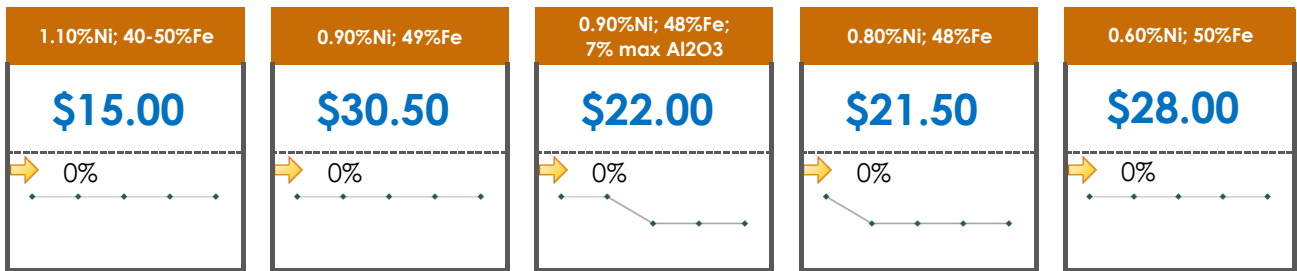 1.10%Ni; 40-50%Fe
$15.00
0%
0.90%Ni; 49%Fe
$30.50
0%
0.90%Ni; 48%Fe;
7% max Al2O3
$22.00
0%
0.80%Ni; 48%Fe
$21.50
0%
0.60%Ni; 50%Fe
$28.00
0%